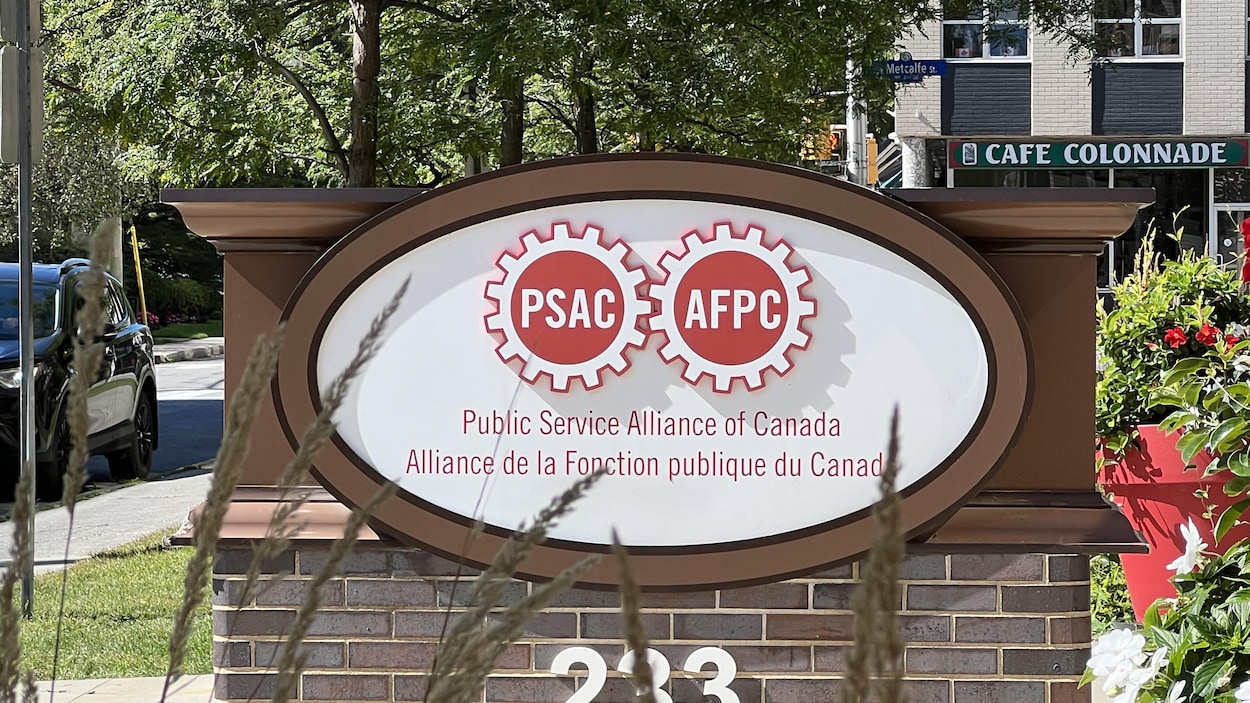 Metcalfe St.
CAFE COLONNADE
PSAC AFPC
Public Service Alliance of Canada
Alliance de la Fonction publique du Canad
233